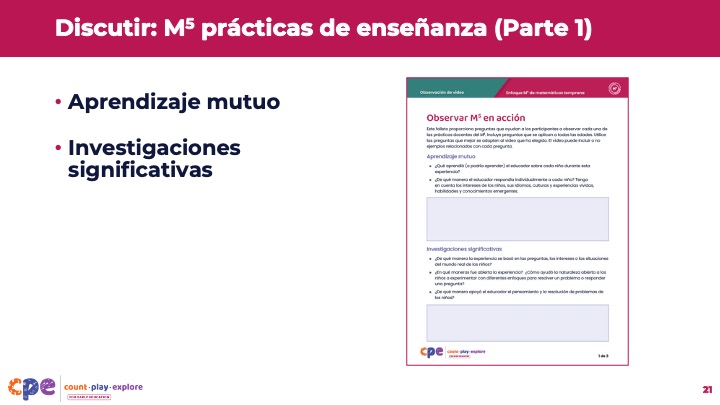 Discutir: M⁵ prácticas de enseñanza (Parte 1)
• Aprendizaje mutuo
• Investigaciones
significativas
Observación de video
Enfoque M⁵ de matemáticas temprana
Observar M⁵ en acción
Este folleto proporciona preguntas que ayudan a los participantes a observar cada una de
las prácticas docentes del M⁵. Incluye preguntas que se aplican a todas las edades. Utilice
las preguntas que mejor se adapten al video que ha elegido. El video puede incluir o no
ejemplos relacionados con cada pregunta.
Aprendizaje mutuo
• ¿Qué aprendió (o podría aprender) el educador sobre cada niño durante esta
experiencia?
• ¿De qué manera el educador respondía individualmente a cada niño? Tenga
en cuenta los intereses de los niños, sus idiomas, culturas y experiencias vividas,
habilidades y conocimientos emergentes.
Investigaciones significativas
• ¿De qué manera la experiencia se basó en las preguntas, los intereses o las situaciones
del mundo real de los niños?
• ¿En qué maneras fue abierta la experiencia? ¿Cómo ayudó la naturaleza abierta a los
niños a experimentar con diferentes enfoques para resolver un problema o responder
una pregunta?
• ¿De qué manera apoyó el educador el pensamiento y la resolución de problemas de
los niños?
cpe count·play·explore
1 de 3
cpe count·play·explore
FOR EARLY EDUCATION
21